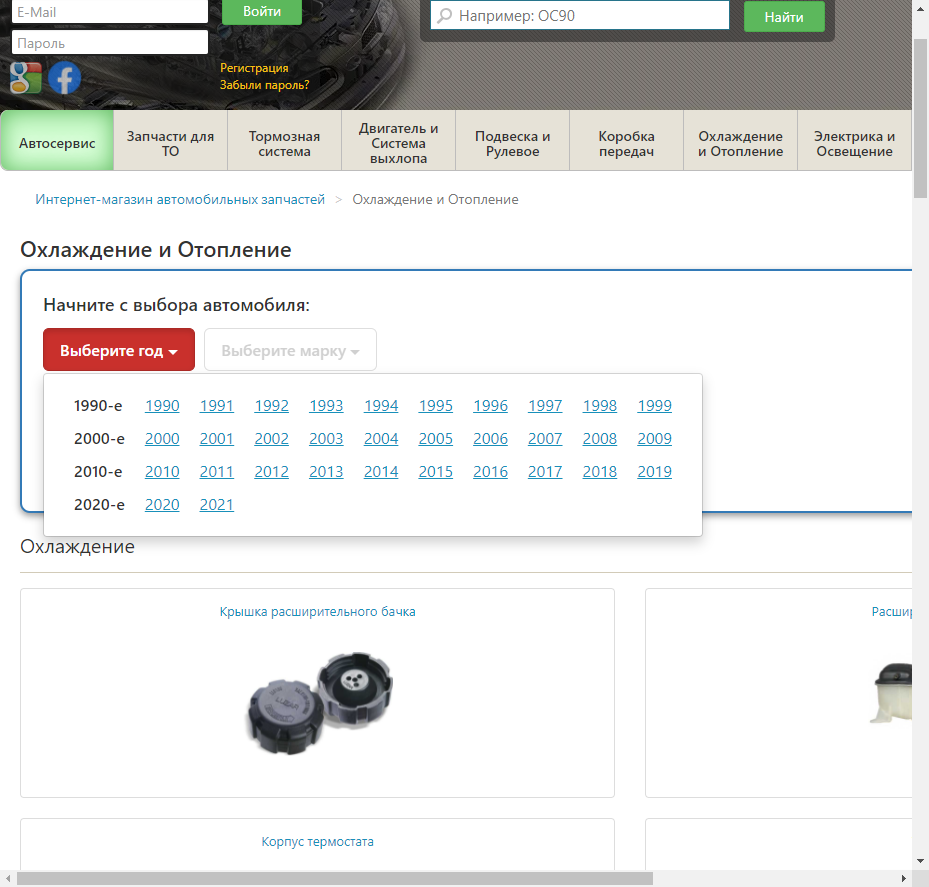 E-Mail
Войти
Например: OC90
Найти
Пароль
Регистрация
Забыли пароль?
Автосервис
Запчасти для
ТО
Тормозная
система
Двигатель и
Система
выхлопа
Подвеска и
Рулевое
Коробка
передач
Охлаждение
и Отопление
Электрика и
Освещение
Интернет-магазин автомобильных запчастей > Охлаждение и Отопление
Охлаждение и Отопление
Начните с выбора автомобиля:
Выберите год
Выберите марку
1990-е 1990 1991 1992 1993 1994 1995 1996 1997 1998 1999
2000-е 2000 2001 2002 2003 2004 2005 2006 2007 2008 2009
2010-е 2010 2011 2012 2013 2014 2015 2016 2017 2018 2019
2020-е 2020 2021
Охлаждение
Крышка расширительного бачка
Расшир
Корпус термостата